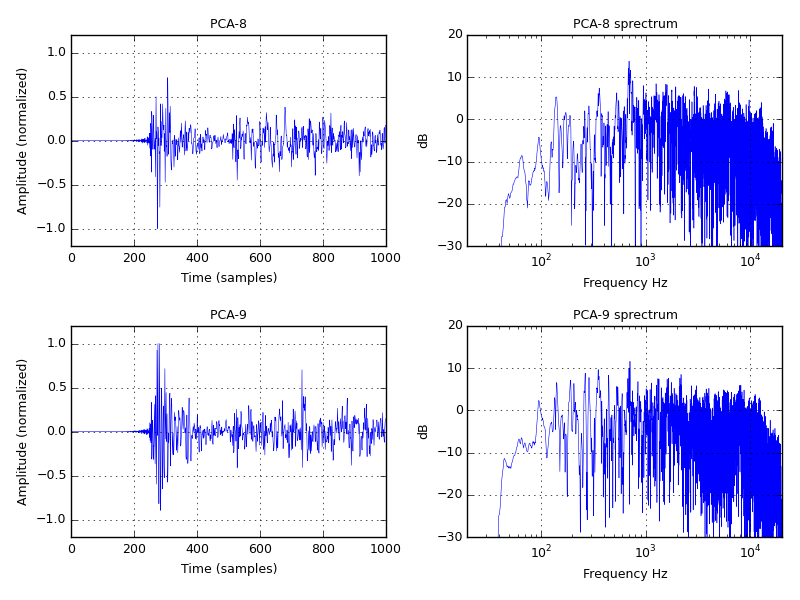 PCA-8
1.0
0.5
0.0
−0.5
−1.0
Amplitude (normalized)
0 200 400 600 800 1000
Time (samples)
PCA-8 sprectrum
20
10
0
−10
−20
−30
dB
10² 10³ 10⁴
Frequency Hz
PCA-9
1.0
0.5
0.0
−0.5
−1.0
Amplitude (normalized)
0 200 400 600 800 1000
Time (samples)
PCA-9 sprectrum
20
10
0
−10
−20
−30
dB
10² 10³ 10⁴
Frequency Hz